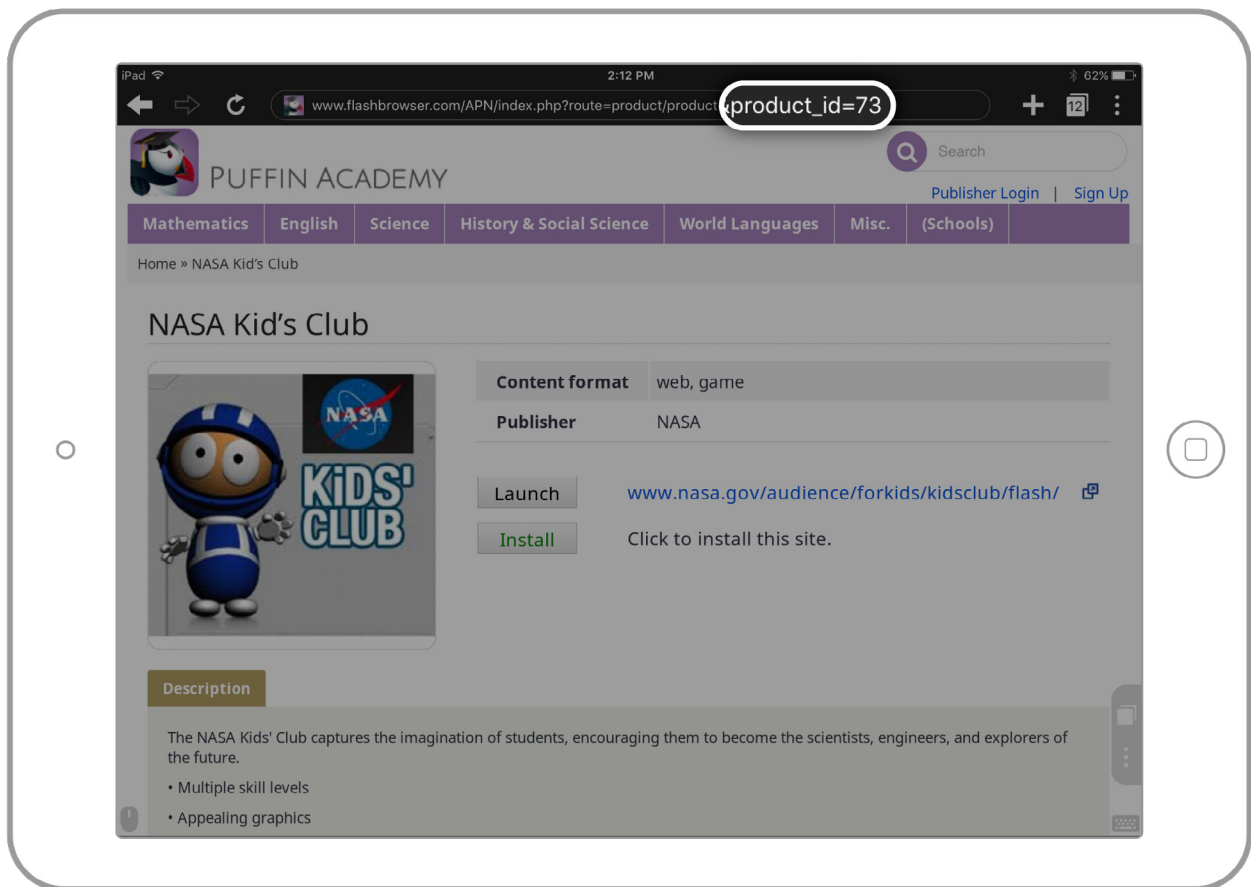 iPad 2:12 PM 62%
www.flashbrowser.com/APN/index.php?route=product/product&product_id=73 12
PUFFIN ACADEMY
Search
Publisher Login | Sign Up
Mathematics English Science History & Social Science World Languages Misc. (Schools)
Home » NASA Kid's Club
NASA Kid's Club
NASA
KiDS'
CLUB
Content format web, game
Publisher NASA
Launch www.nasa.gov/audience/forkids/kidsclub/flash/
Install Click to install this site.
Description
The NASA Kids' Club captures the imagination of students, encouraging them to become the scientists, engineers, and explorers of
the future.
• Multiple skill levels
• Appealing graphics